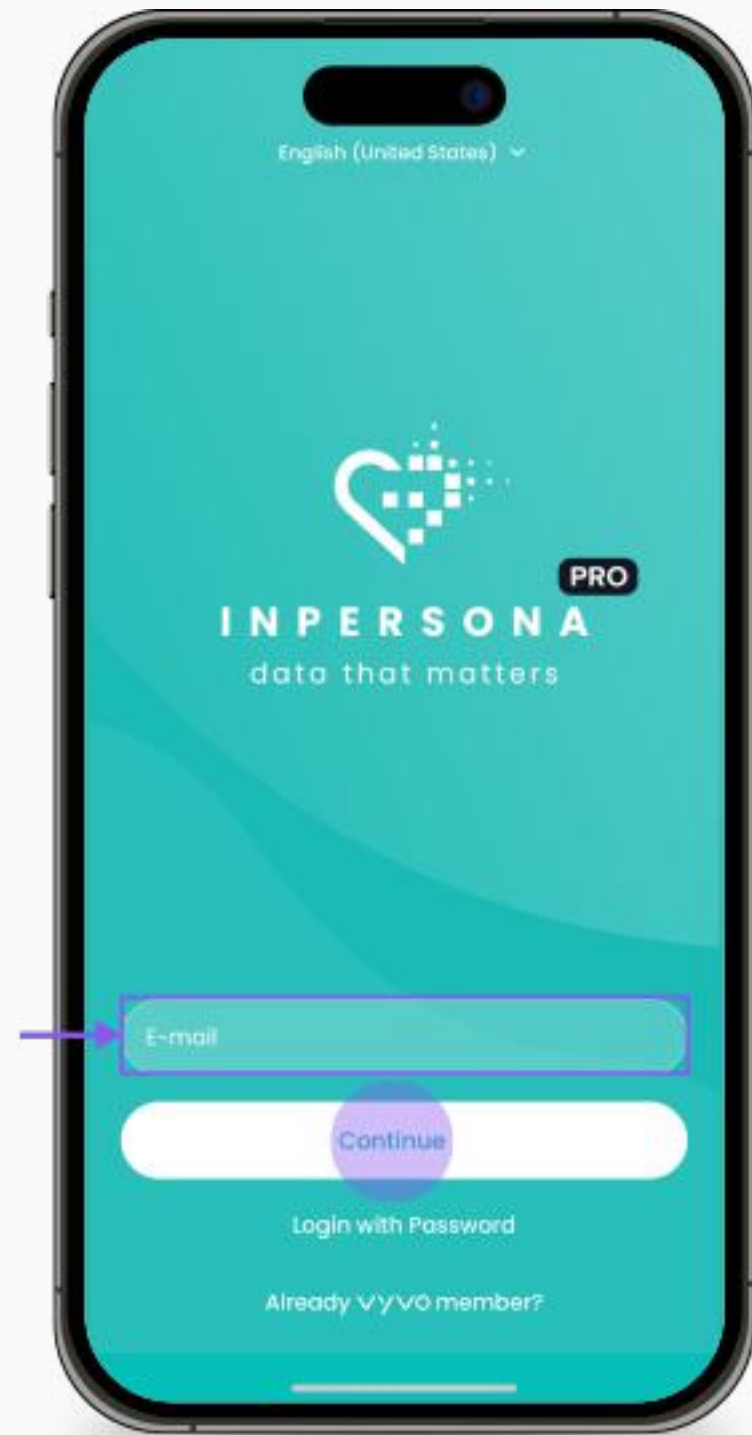 English (United States)
PRO
INPERSONA
data that matters
E-mail
Continue
Login with Password
Already VYVO member?